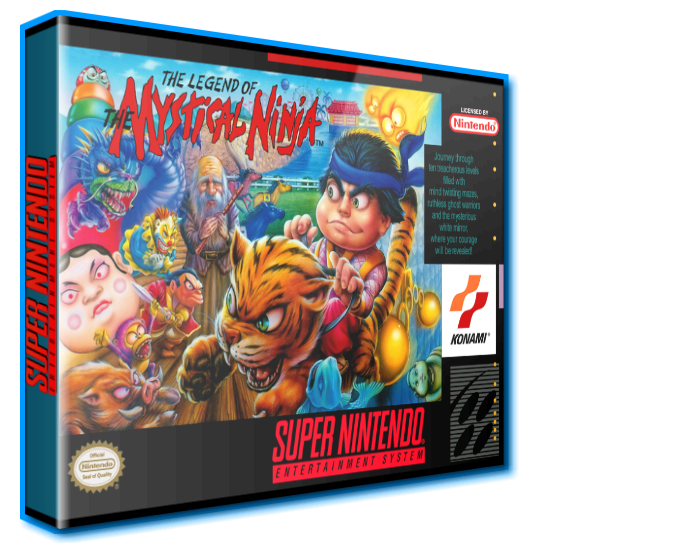 SUPER NINTENDO
THE LEGEND OF
THE MYSTICAL NINJA™
LICENSED BY
Nintendo
Journey through
ten treacherous levels
filled with
mind twisting mazes,
ruthless ghost warriors
and the mysterious
white mirror,
where your courage
will be revealed!
KONAMI®
SUPER NINTENDO®
ENTERTAINMENT SYSTEM
Official
Nintendo
Seal of Quality